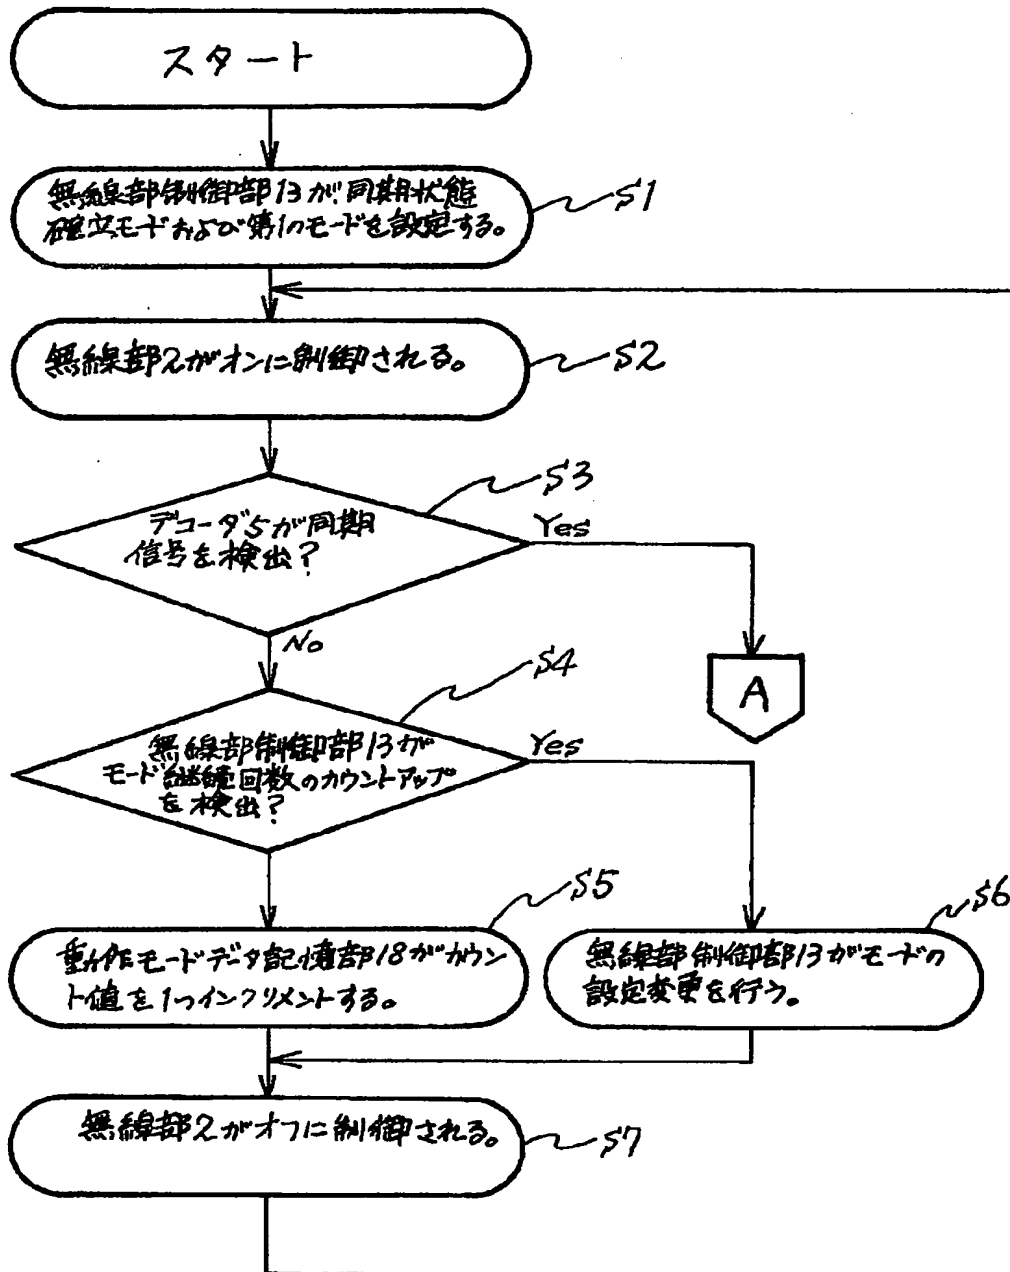 スタート
無線部制御部13が、同期状態
確立モードおよび第1のモードを設定する。
S1
無線部2がオンに制御される。
S2
デコーダ5が同期
信号を検出?
S3
Yes
No
A
無線部制御部13が
モード継続回数のカウントアップ
を検出?
S4
Yes
動作モードデータ記憶部18がカウン
ト値を1つインクリメントする。
S5
無線部制御部13がモードの
設定変更を行う。
S6
無線部2がオフに制御される。
S7